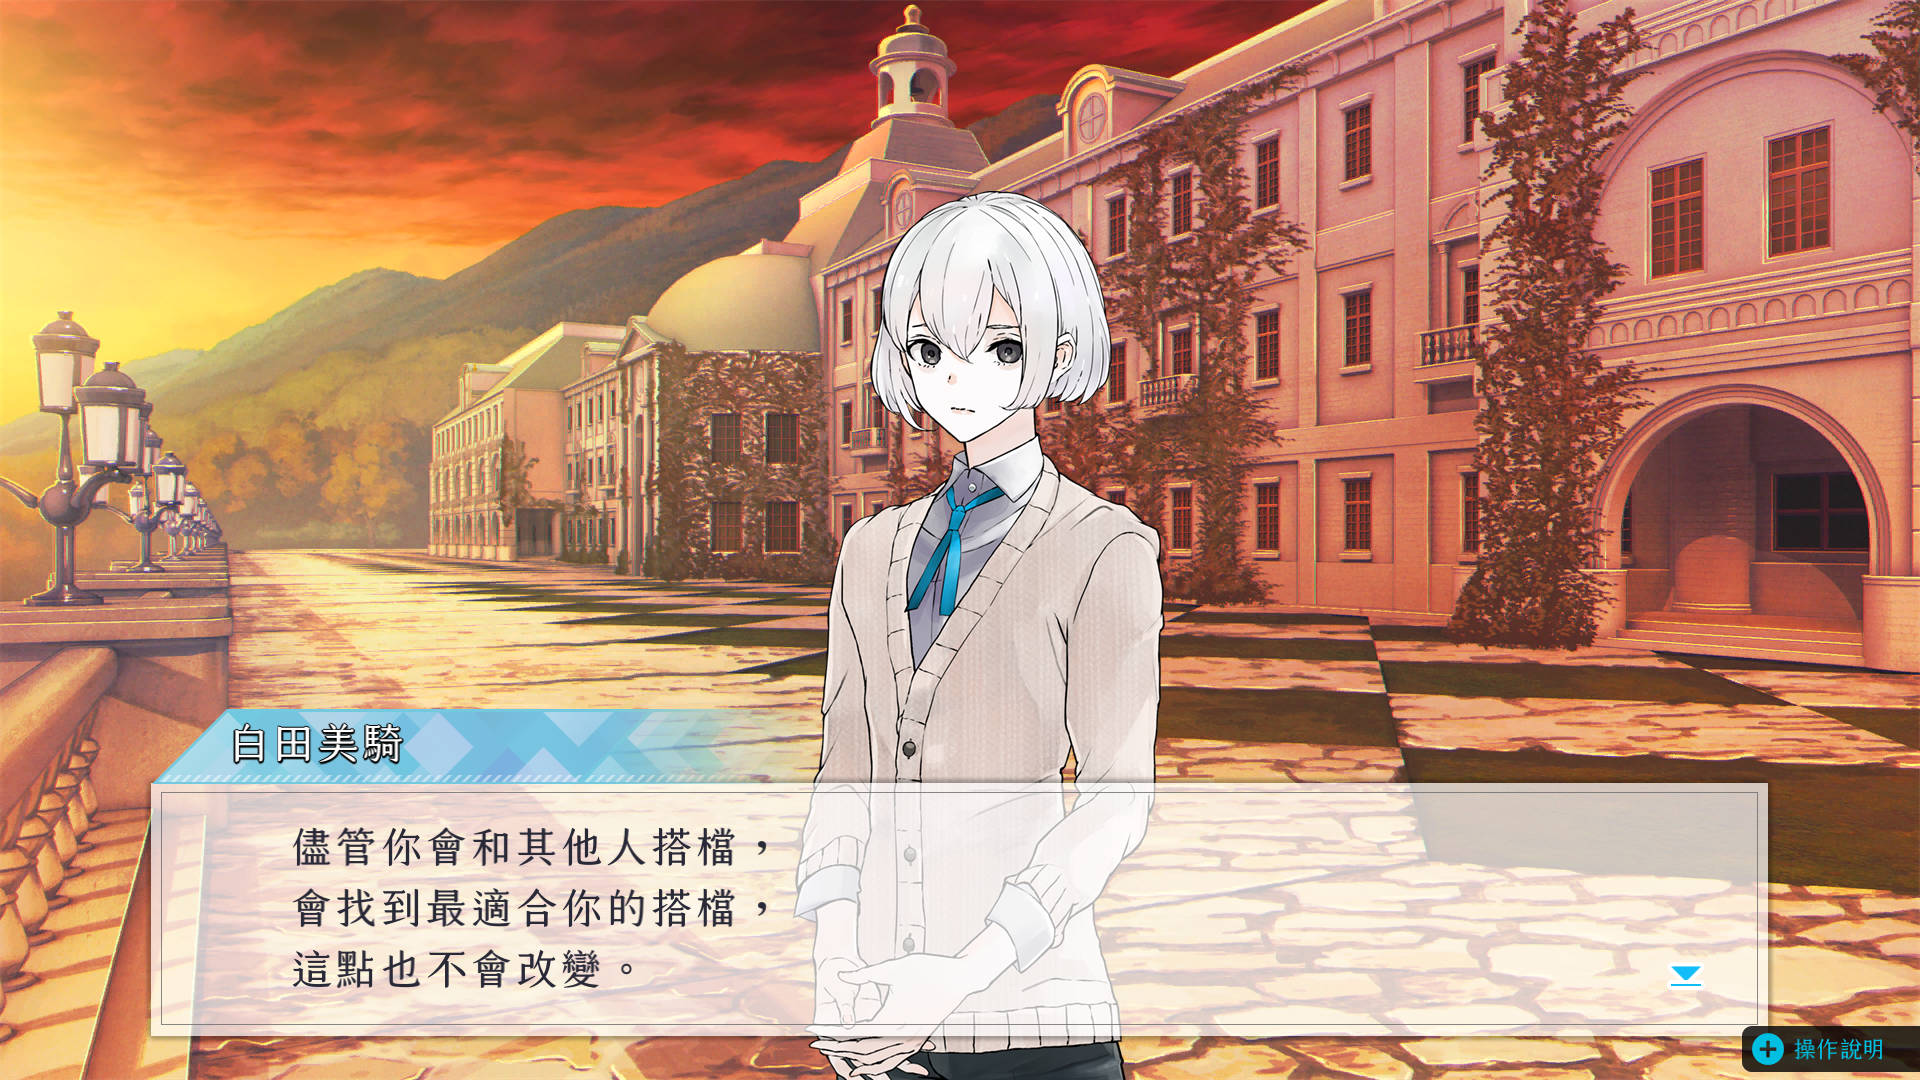 白田美騎
儘管你會和其他人搭檔，
會找到最適合你的搭檔，
這點也不會改變。
操作說明